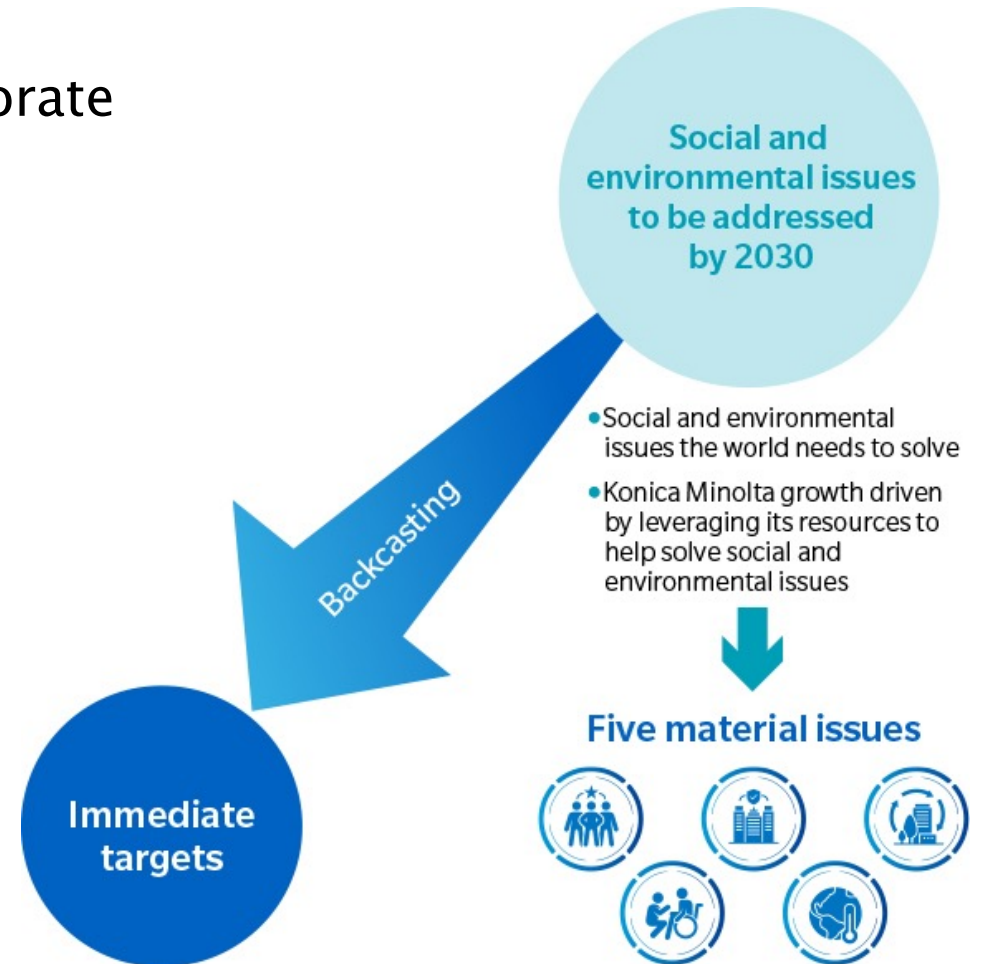 orate
Social and
environmental issues
to be addressed
by 2030
•Social and environmental
issues the world needs to solve
•Konica Minolta growth driven
by leveraging its resources to
help solve social and
environmental issues
Backcasting
Five material issues
Immediate
targets